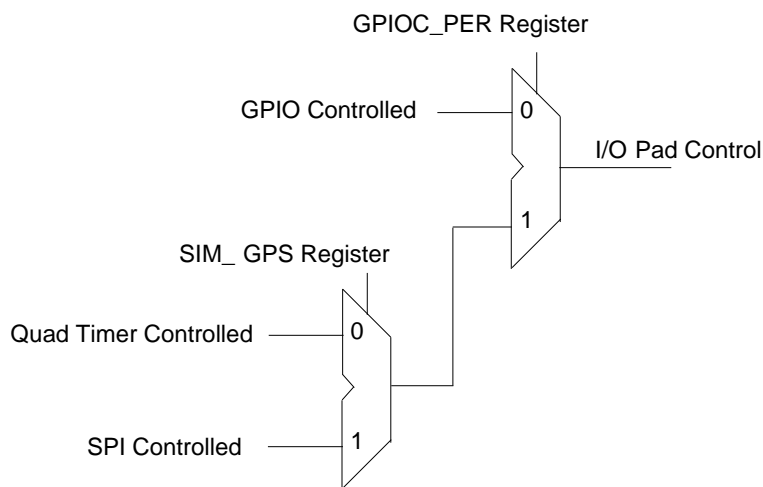 GPIOC_PER Register
GPIO Controlled
0
I/O Pad Control
1
SIM_ GPS Register
Quad Timer Controlled
0
SPI Controlled
1